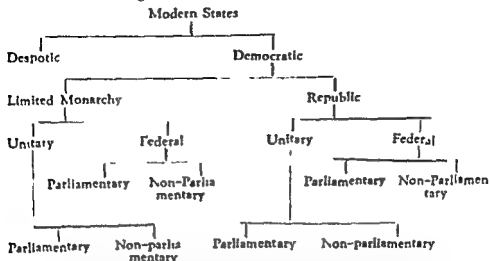 Modern States
Despotic Democratic
Limited Monarchy Republic
Unitary Federal Unitary Federal
Parliamentary Non-Parlia
mentary
Parliamentary Non-Parliamen
tary
Parliamentary Non-parlia
mentary
Parliamentary Non-parliamentary